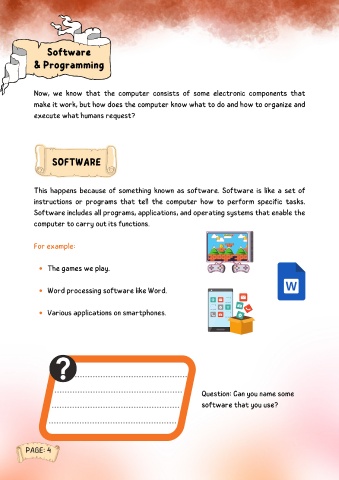 Software
& Programming
Now, we know that the computer consists of some electronic components that
make it work, but how does the computer know what to do and how to organize and
execute what humans request?
SOFTWARE
This happens because of something known as software. Software is like a set of
instructions or programs that tell the computer how to perform specific tasks.
Software includes all programs, applications, and operating systems that enable the
computer to carry out its functions.
For example:
• The games we play.
• Word processing software like Word.
• Various applications on smartphones.
W
?
Question: Can you name some
software that you use?
PAGE: 4